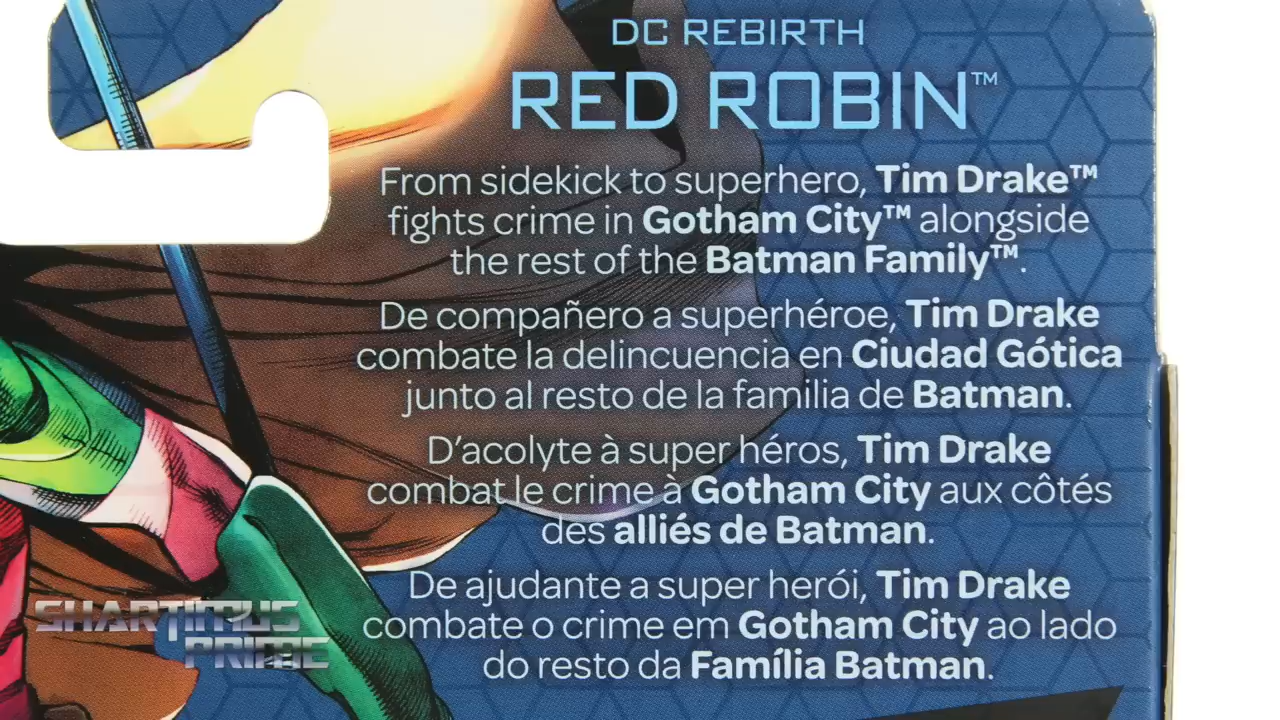 DC REBIRTH
RED ROBIN™
From sidekick to superhero, Tim Drake™
fights crime in Gotham City™ alongside
the rest of the Batman Family™.
De compañero a superhéroe, Tim Drake
combate la delincuencia en Ciudad Gótica
junto al resto de la familia de Batman.
D’acolyte à super héros, Tim Drake
combat le crime à Gotham City aux côtés
des alliés de Batman.
De ajudante a super herói, Tim Drake
combate o crime em Gotham City ao lado
do resto da Família Batman.
SHARTIMUS
PRIME